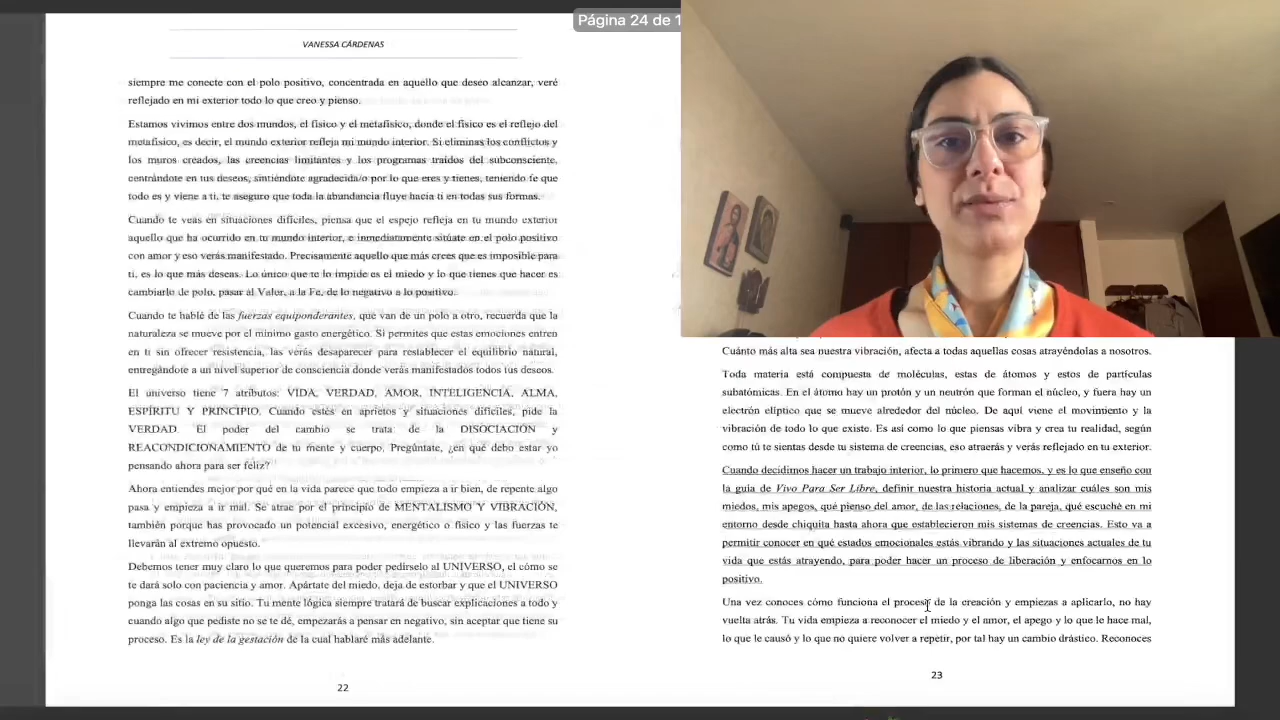 Página 24 de 1
VANESSA CÁRDENAS
siempre me conecte con el polo positivo, concentrada en aquello que deseo alcanzar, veré
reflejado en mi exterior todo lo que creo y pienso.
Estamos vivimos entre dos mundos, el físico y el metafísico, donde el físico es el reflejo del
metafísico, es decir, el mundo exterior refleja mi mundo interior. Si eliminas los conflictos y
los muros creados, las creencias limitantes y los programas traídos del subconsciente,
centrándote en tus deseos, sintiéndote agradecida/o por lo que eres y tienes, teniendo fe que
todo es y viene a ti, te aseguro que toda la abundancia fluye hacia ti en todas sus formas.
Cuando te veas en situaciones difíciles, piensa que el espejo refleja en tu mundo exterior
aquello que ha ocurrido en tu mundo interior, e inmediatamente sitúate en el polo positivo
con amor y eso verás manifestado. Precisamente aquello que más crees que es imposible para
ti, es lo que más deseas. Lo único que te lo impide es el miedo y lo que tienes que hacer es
cambiarlo de polo, pasar al Valor, a la Fe, de lo negativo a lo positivo.
Cuando te hablé de las fuerzas equiponderantes, que van de un polo a otro, recuerda que la
naturaleza se mueve por el mínimo gasto energético. Si permites que estas emociones entren
en ti sin ofrecer resistencia, las verás desaparecer para restablecer el equilibrio natural,
entregándote a un nivel superior de consciencia donde verás manifestados todos tus deseos.
El universo tiene 7 atributos: VIDA, VERDAD, AMOR, INTELIGENCIA, ALMA,
ESPÍRITU Y PRINCIPIO. Cuando estés en aprietos y situaciones difíciles, pide la
VERDAD. El poder del cambio se trata de la DISOCIACIÓN y
REACONDICIONAMIENTO de tu mente y cuerpo. Pregúntate, ¿en qué debo estar yo
pensando ahora para ser feliz?
Ahora entiendes mejor por qué en la vida parece que todo empieza a ir bien, de repente algo
pasa y empieza a ir mal. Se atrae por el principio de MENTALISMO Y VIBRACIÓN,
también porque has provocado un potencial excesivo, energético o físico y las fuerzas te
llevarán al extremo opuesto.
Debemos tener muy claro lo que queremos para poder pedírselo al UNIVERSO, el cómo se
te dará solo con paciencia y amor. Apártate del miedo, deja de estorbar y que el UNIVERSO
ponga las cosas en su sitio. Tu mente lógica siempre tratará de buscar explicaciones a todo y
cuando algo que pediste no se te dé, empezarás a pensar en negativo, sin aceptar que tiene su
proceso. Es la ley de la gestación de la cual hablaré más adelante.
22
Cuánto más alta sea nuestra vibración, afecta a todas aquellas cosas atrayéndolas a nosotros.
Toda materia está compuesta de moléculas, estas de átomos y estos de partículas
subatómicas. En el átomo hay un protón y un neutrón que forman el núcleo, y fuera hay un
electrón elíptico que se mueve alrededor del núcleo. De aquí viene el movimiento y la
vibración de todo lo que existe. Es así como lo que piensas vibra y crea tu realidad, según
como tú te sientas desde tu sistema de creencias, eso atraerás y verás reflejado en tu exterior.
Cuando decidimos hacer un trabajo interior, lo primero que hacemos, y es lo que enseño con
la guía de Vivo Para Ser Libre, definir nuestra historia actual y analizar cuáles son mis
miedos, mis apegos, qué pienso del amor, de las relaciones, de la pareja, qué escuché en mi
entorno desde chiquita hasta ahora que establecieron mis sistemas de creencias. Esto va a
permitir conocer en qué estados emocionales estás vibrando y las situaciones actuales de tu
vida que estás atrayendo, para poder hacer un proceso de liberación y enfocarnos en lo
positivo.
Una vez conoces cómo funciona el proceso de la creación y empiezas a aplicarlo, no hay
vuelta atrás. Tu vida empieza a reconocer el miedo y el amor, el apego y lo que le hace mal,
lo que le causó y lo que no quiere volver a repetir, por tal hay un cambio drástico. Reconoces
23